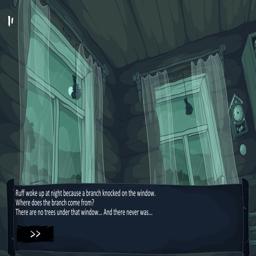 Ruff woke up at night because a branch knocked on the window.
Where does the branch come from?
There are no trees under that window... And there never was...
>>